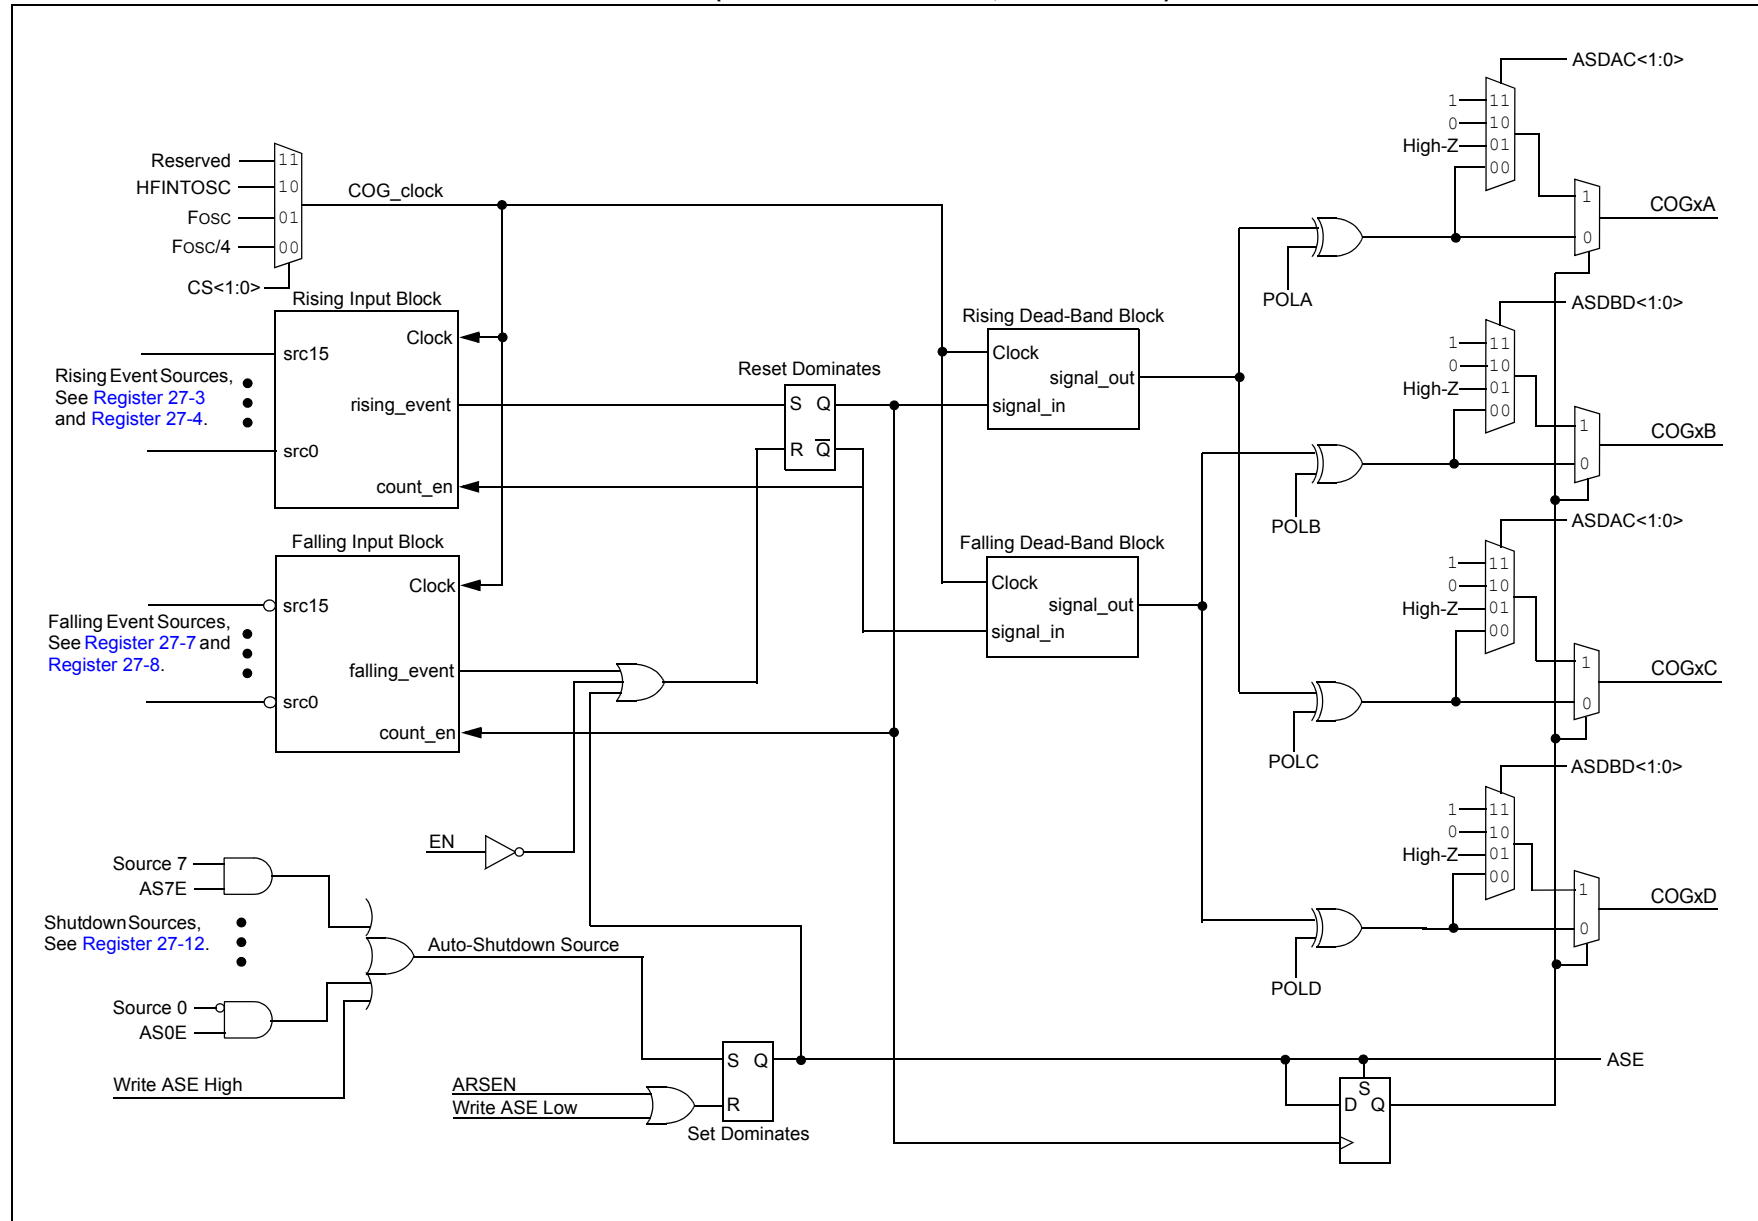 ASDAC<1:0>
1
11
0
10
High-Z
01
00
1
0
COGxA
POLA
Reserved
11
HFINTOSC
10
FOSC
01
FOSC/4
00
CS<1:0>
COG_clock
Rising Input Block
Clock
src15
Rising Event Sources,
See Register 27-3
and Register 27-4.
rising_event
src0
count_en
Reset Dominates
S Q
R Q
Rising Dead-Band Block
Clock
signal_out
signal_in
ASDBD<1:0>
1
11
0
10
High-Z
01
00
1
0
COGxB
POLB
Falling Input Block
Clock
src15
Falling Event Sources,
See Register 27-7 and
Register 27-8.
falling_event
src0
count_en
Falling Dead-Band Block
Clock
signal_out
signal_in
ASDAC<1:0>
1
11
0
10
High-Z
01
00
1
0
COGxC
POLC
EN
Source 7
AS7E
Shutdown Sources,
See Register 27-12.
Source 0
AS0E
Write ASE High
Auto-Shutdown Source
ARSEN
Write ASE Low
S Q
R
Set Dominates
ASDBD<1:0>
1
11
0
10
High-Z
01
00
1
0
COGxD
POLD
ASE
S
D Q